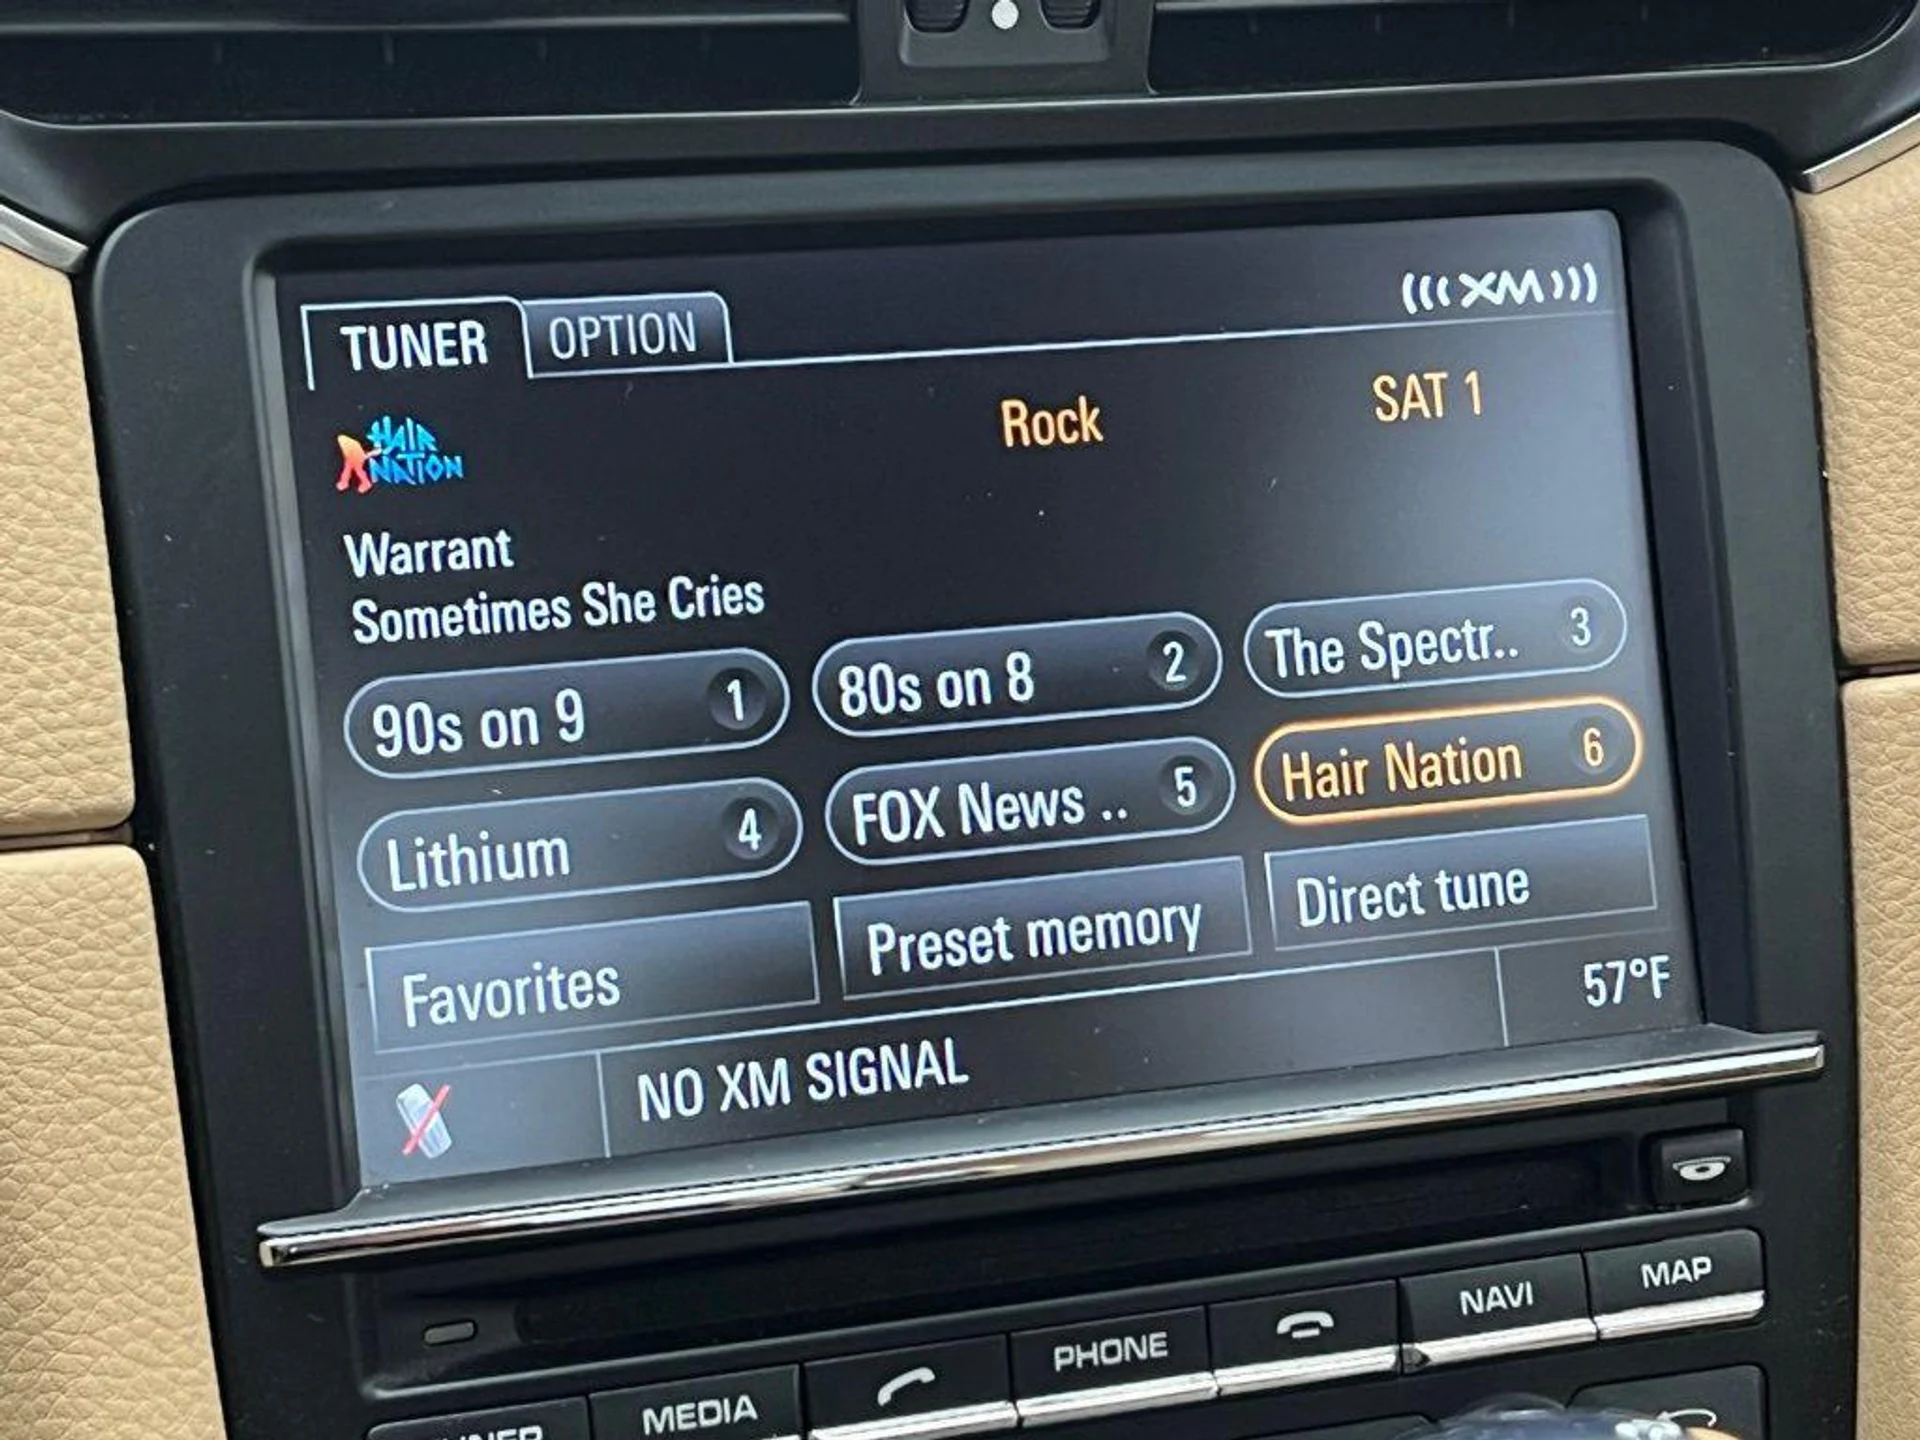 XM
TUNER OPTION
Rock SAT 1
HAIR NATION
Warrant
Sometimes She Cries
90s on 9 1 80s on 8 2 The Spectr.. 3
Lithium 4 FOX News .. 5 Hair Nation 6
Favorites Preset memory Direct tune
NO XM SIGNAL 57°F
MEDIA PHONE NAVI MAP